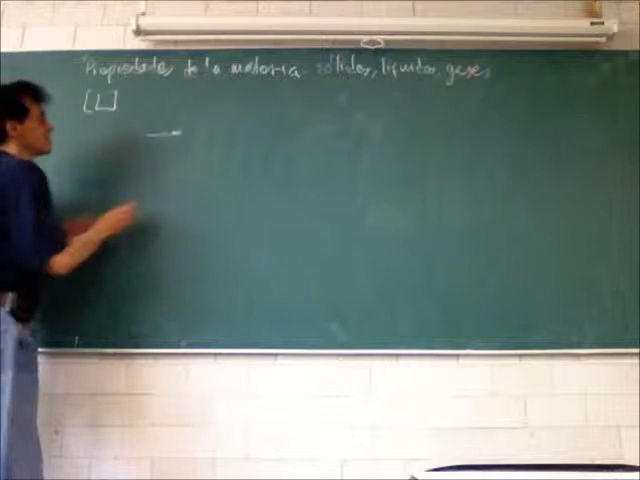 Propiedades de la materia sólidos, líquidos, gases,
[L]